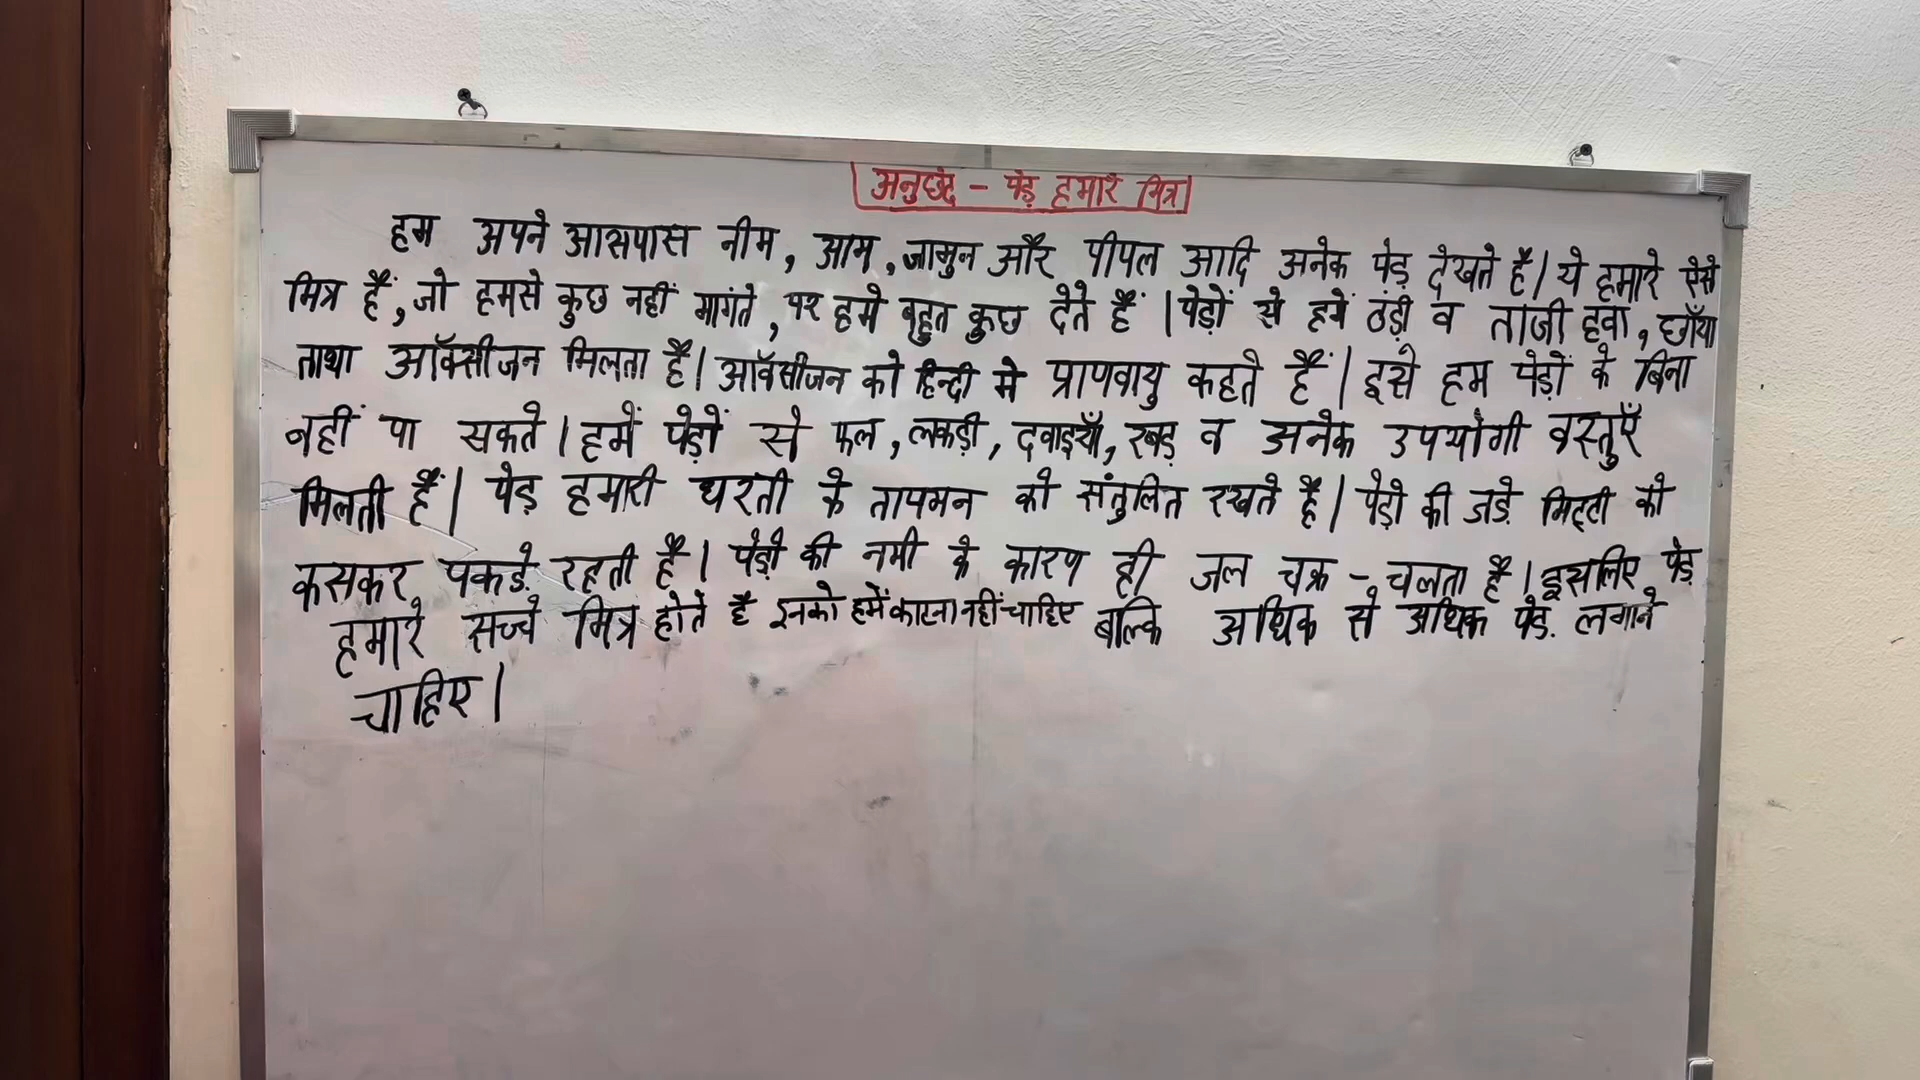 अनुछेद - पेड़ हमारे मित्र
हम अपने आसपास नीम, आम, जामुन और पीपल आदि अनेक पेड़ देखते है। ये हमारे ऐसे
मित्र हैं, जो हमसे कुछ नहीं मागंते, पर हमे बहुत कुछ देते हैं। पेड़ों से हमें ठंड़ी व ताजी हवा, छाँया
ताथा ऑक्सीजन मिलता है। ऑक्सीजन को हिन्दी मे प्राणवायु कहते हैं। इसे हम पेड़ों के बिना
नहीं पा सकते। हमें पेड़ों से फल, लकड़ी, दवाइयाँ, रबड़ व अनेक उपयोगी वस्तुएँ
मिलती हैं। पेड़ हमारी धरती के तापमन को संतुलित रखते है। पेड़ो की जडे़ मिट्टी को
कसकर पकडे़ रहती है। पेड़ो की नमी के कारण ही जल चक्र - चलता है। इसलिए पेड़
हमारे सच्चे मित्र होते है इनको हमें काटना नहीं चाहिए बल्कि अधिक से अधिक पेड़ लगाने
चाहिए।